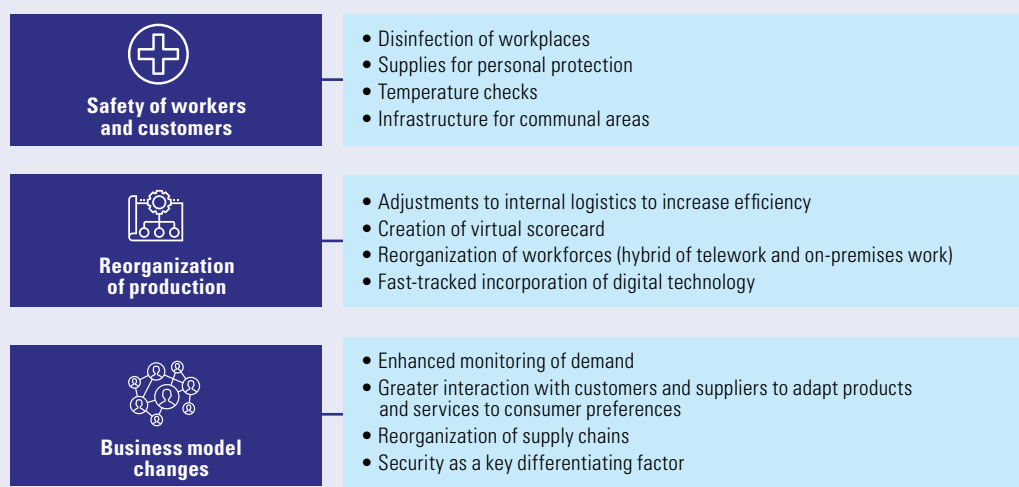 Safety of workers
and customers
• Disinfection of workplaces
• Supplies for personal protection
• Temperature checks
• Infrastructure for communal areas
Reorganization
of production
• Adjustments to internal logistics to increase efficiency
• Creation of virtual scorecard
• Reorganization of workforces (hybrid of telework and on-premises work)
• Fast-tracked incorporation of digital technology
Business model
changes
• Enhanced monitoring of demand
• Greater interaction with customers and suppliers to adapt products
and services to consumer preferences
• Reorganization of supply chains
• Security as a key differentiating factor